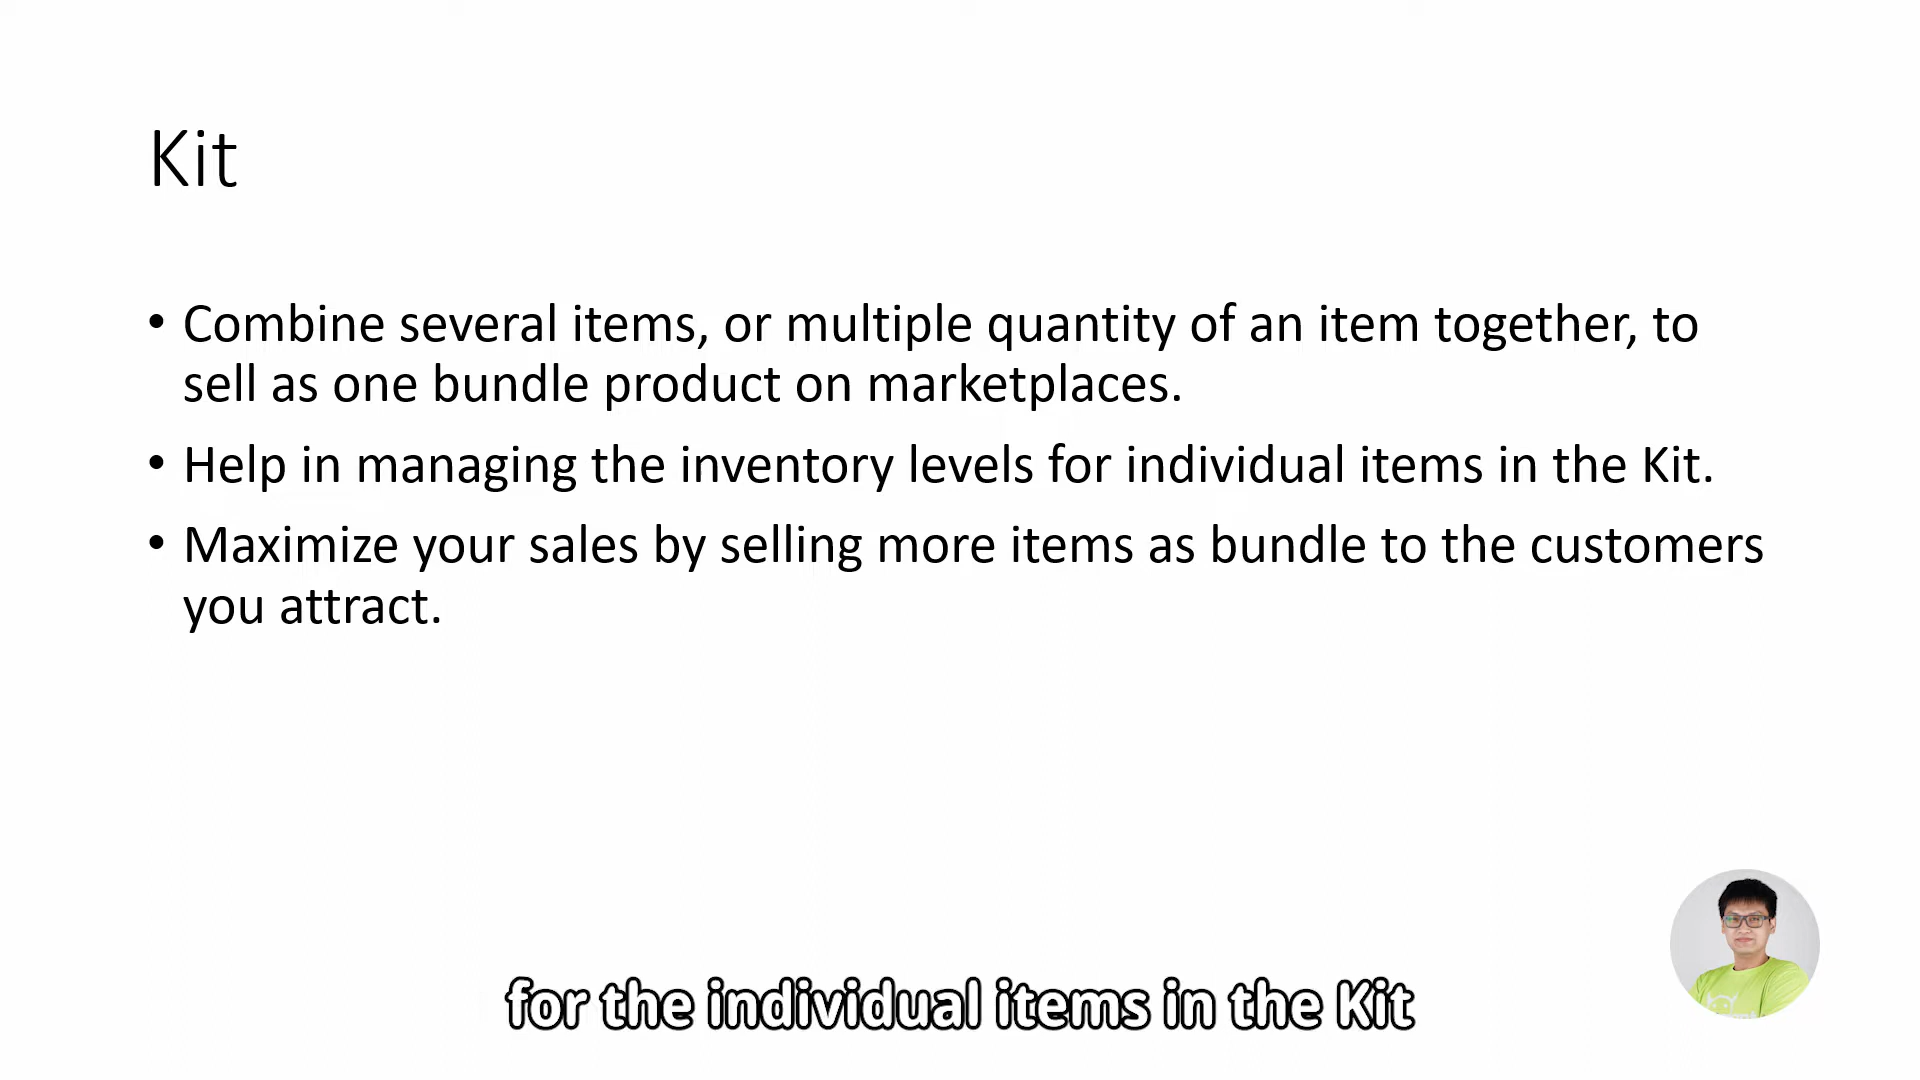 Kit
• Combine several items, or multiple quantity of an item together, to
sell as one bundle product on marketplaces.
• Help in managing the inventory levels for individual items in the Kit.
• Maximize your sales by selling more items as bundle to the customers
you attract.
for the individual items in the Kit